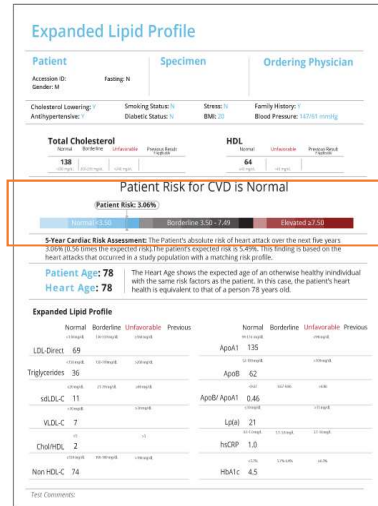 Expanded Lipid Profile
Patient
Specimen
Ordering Physician
Accession ID:
Fasting: N
Gender: M
Cholesterol Lowering: Y
Smoking Status: N
Stress: N
Family History: Y
Antihypertensive: Y
Diabetic Status: N
BMI: 20
Blood Pressure: 147/91 mmHg
Total Cholesterol
Normal Borderline Unfavorable Previous Result
138
HDL
Normal Unfavorable Previous Result
64
Patient Risk for CVD is Normal
Patient Risk: 3.06%
Normal <3.50
Borderline 3.50 - 7.49
Elevated ≥7.50
5-Year Cardiac Risk Assessment: The Patient's absolute risk of heart attack over the next five years
3.06% (0.56 times the expected risk).The patient's expected risk is 5.49%. This finding is based on the
heart attacks that occurred in a study population with a matching risk profile.
Patient Age: 78
Heart Age: 78
The Heart Age shows the expected age of an otherwise healthy inindividual
with the same risk factors as the patient. In this case, the patient's heart
health is equivalent to that of a person 78 years old.
Expanded Lipid Profile
Normal Borderline Unfavorable Previous
LDL-Direct 69
Triglycerides 36
sdLDL-C 11
VLDL-C 7
Chol/HDL 2
Non HDL-C 74
Normal Borderline Unfavorable Previous
ApoA1 135
ApoB 62
ApoB/ ApoA1 0.46
Lp(a) 21
hsCRP 1.0
HbA1c 4.5
Test Comments: